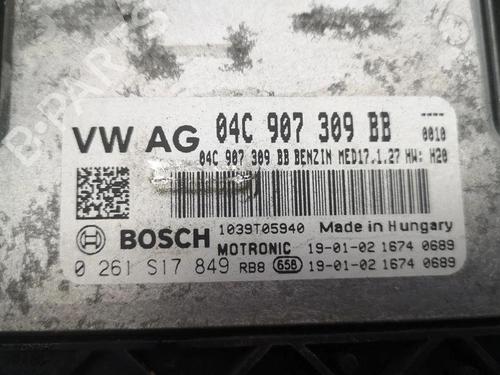 VW AG 04C 907 309 BB ----
0010
04C 907 309 BB BENZIN MED17.1.27 HW: H20
BOSCH 1039T05940 Made in Hungary
MOTRONIC 19-01-02 1674 0689
0 261 S17 849 RB8 658 19-01-02 1674 0689